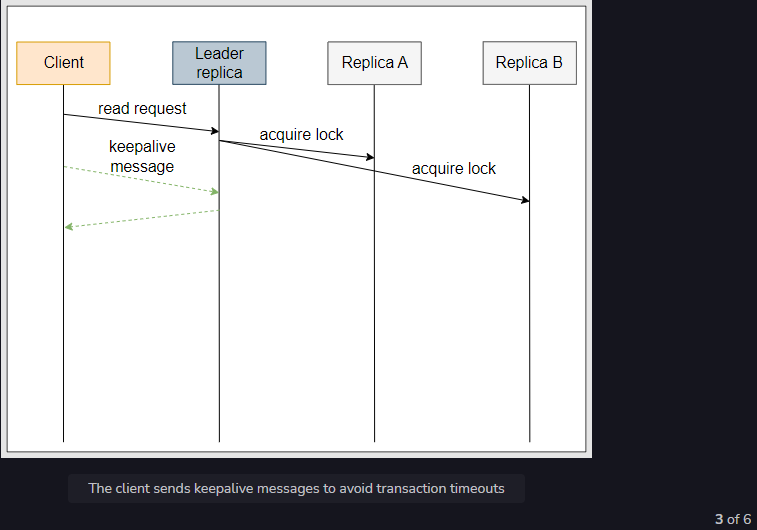 Client
Leader
replica
Replica A
Replica B
read request
acquire lock
keepalive
message
acquire lock
The client sends keepalive messages to avoid transaction timeouts
3 of 6